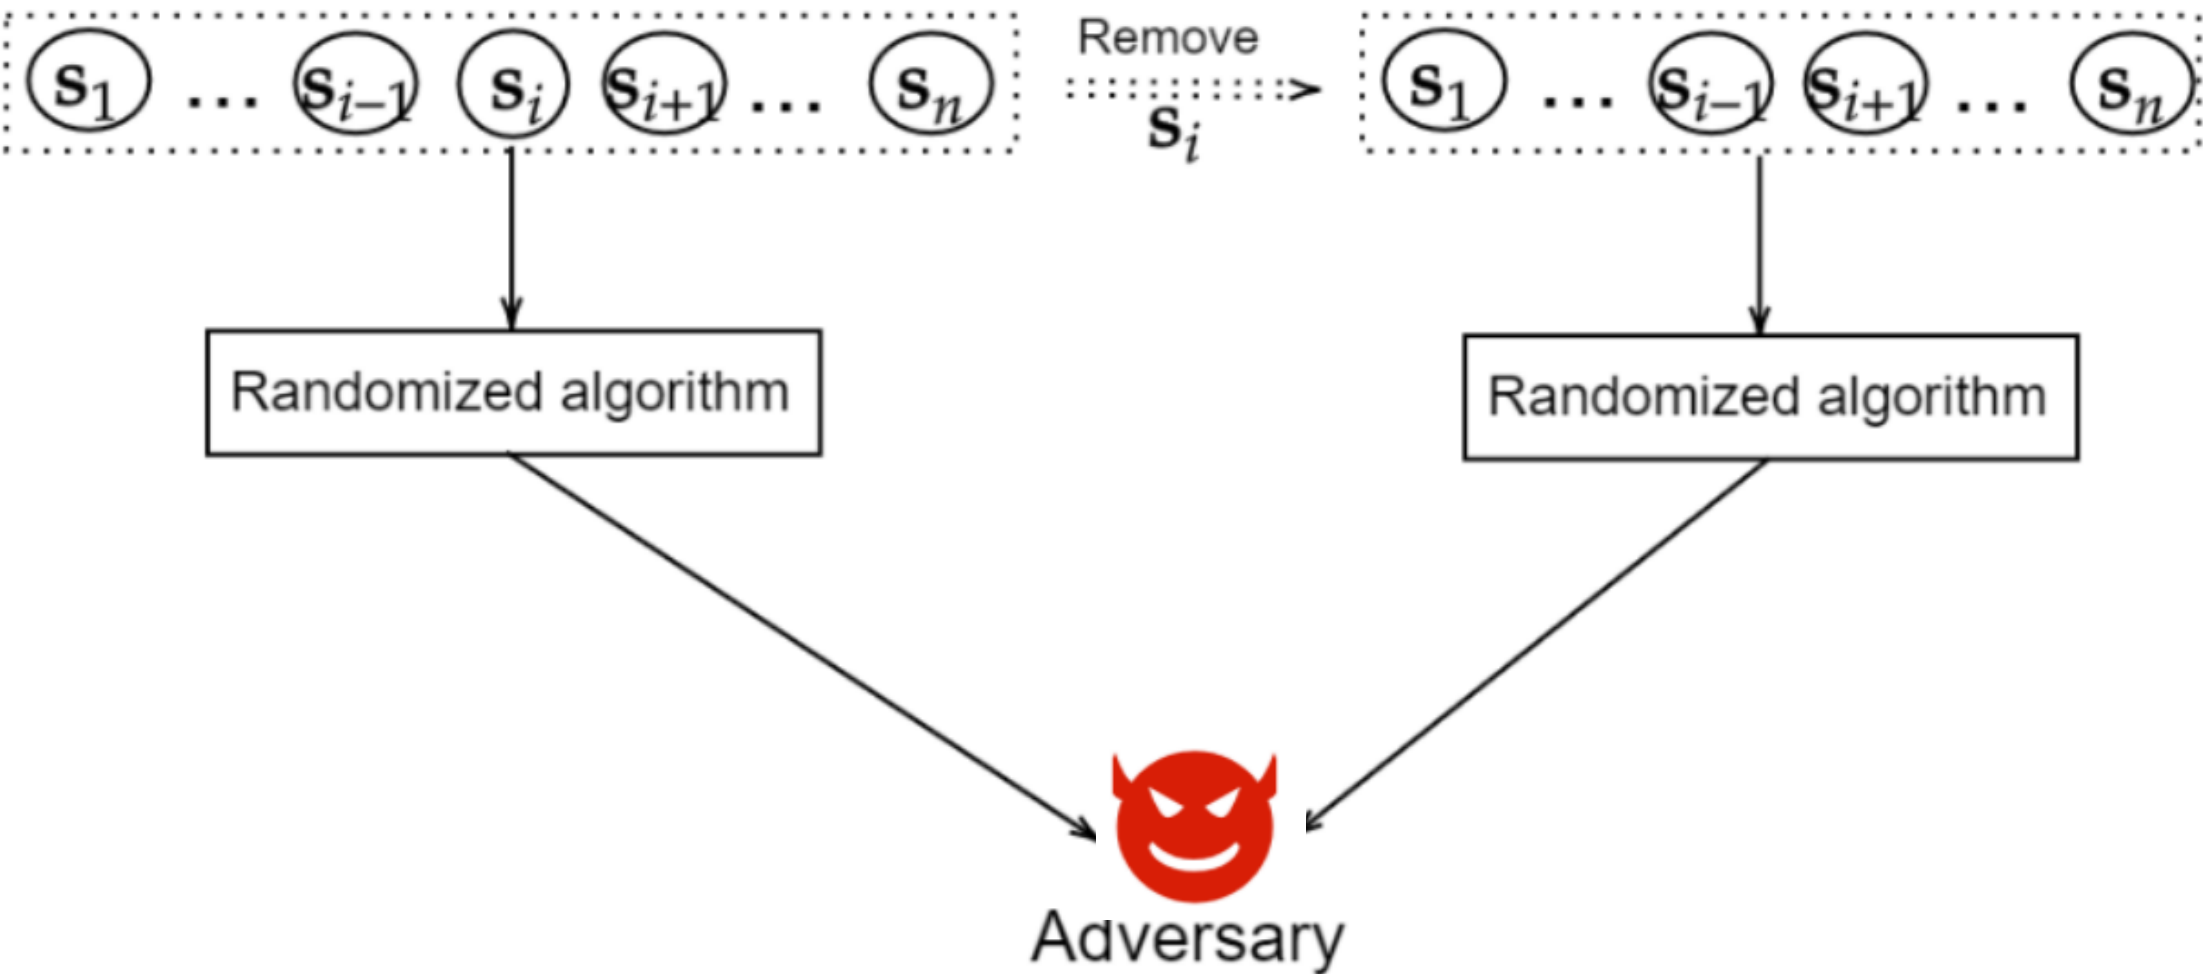 s₁ ... sᵢ₋₁ sᵢ sᵢ₊₁ ... sₙ
Remove
sᵢ
s₁ ... sᵢ₋₁ sᵢ₊₁ ... sₙ
Randomized algorithm
Randomized algorithm
Adversary